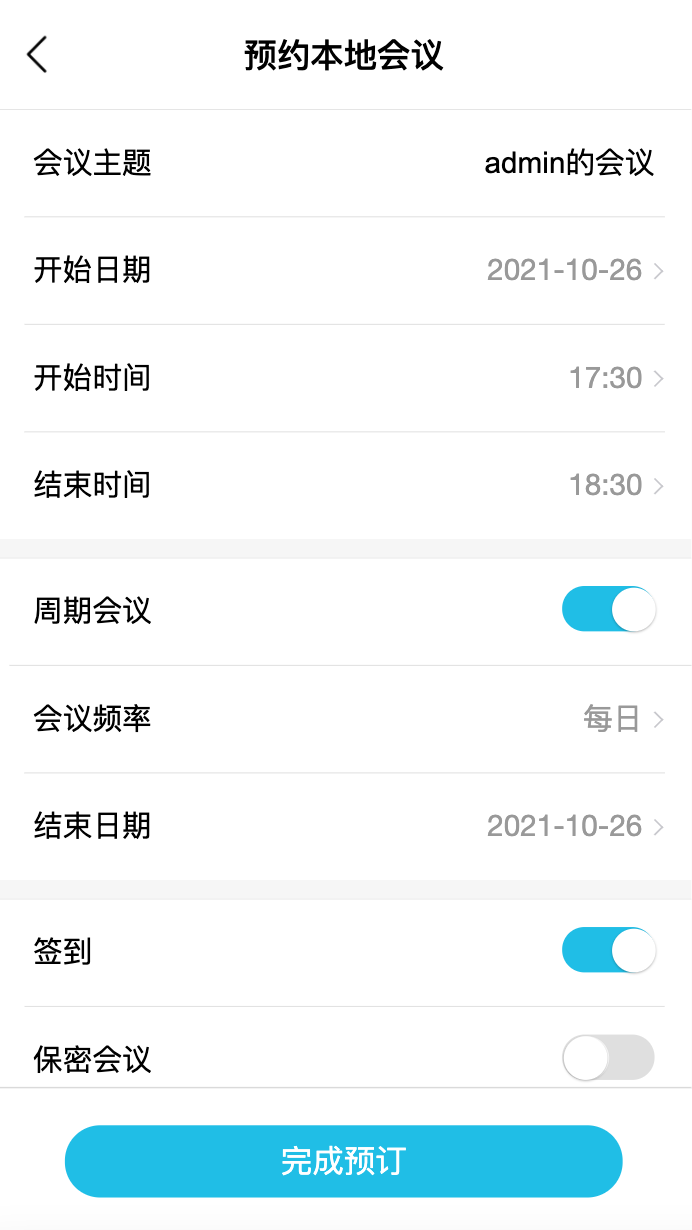 预约本地会议
会议主题 admin的会议
开始日期 2021-10-26
开始时间 17:30
结束时间 18:30
周期会议
会议频率 每日
结束日期 2021-10-26
签到
保密会议
完成预订